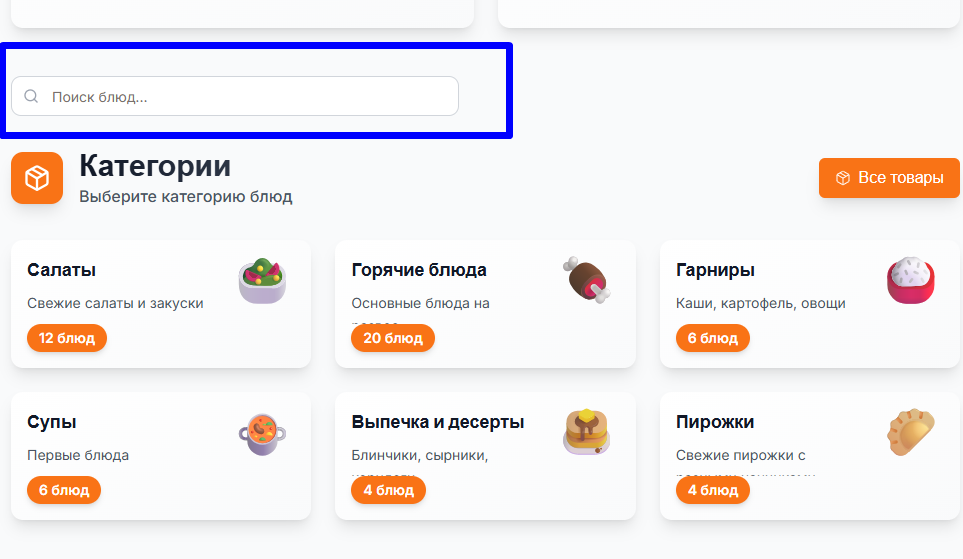 Поиск блюд...
Категории
Выберите категорию блюд
Все товары
Салаты
Свежие салаты и закуски
12 блюд
Горячие блюда
Основные блюда на
20 блюд
Гарниры
Каши, картофель, овощи
6 блюд
Супы
Первые блюда
6 блюд
Выпечка и десерты
Блинчики, сырники,
4 блюд
Пирожки
Свежие пирожки с
4 блюд